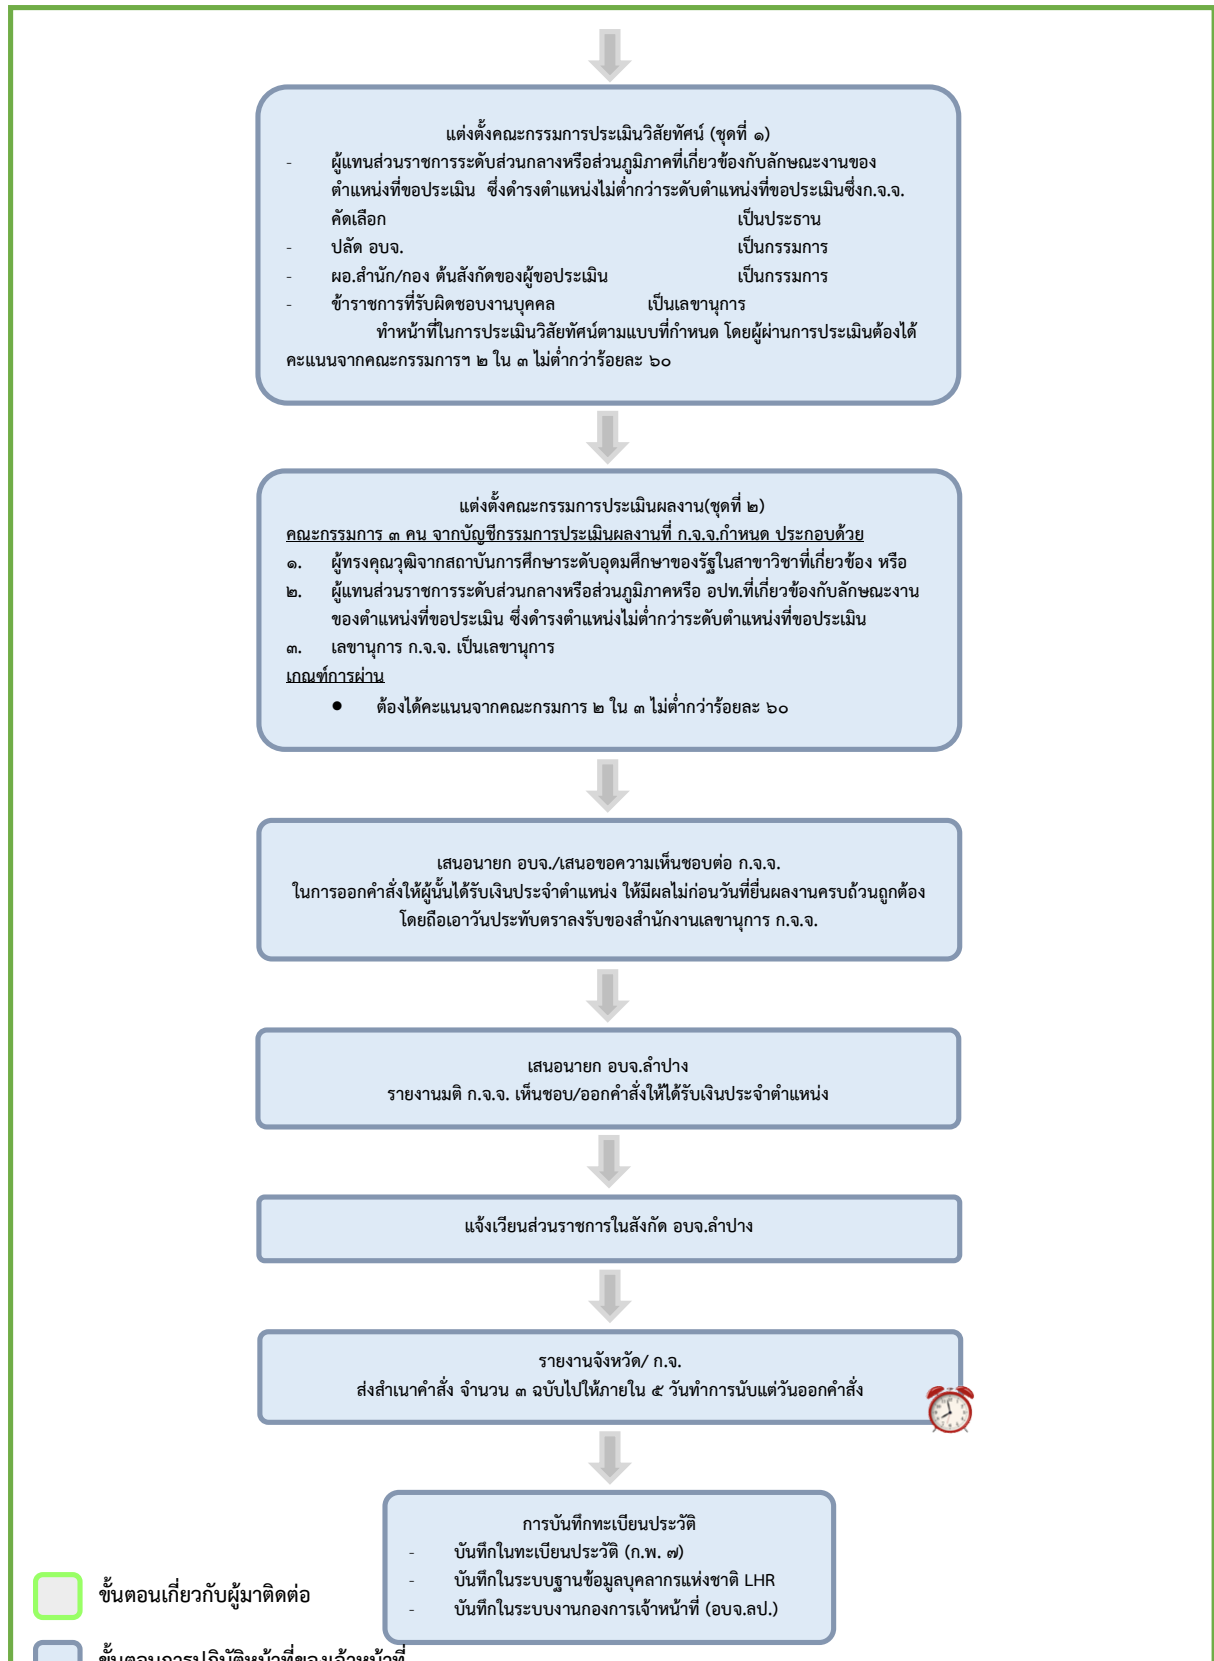 แต่งตั้งคณะกรรมการประเมินวิสัยทัศน์ (ชุดที่ ๑)
- ผู้แทนส่วนราชการระดับส่วนกลางหรือส่วนภูมิภาคที่เกี่ยวข้องกับลักษณะงานของ
ตำแหน่งที่ขอประเมิน ซึ่งดำรงตำแหน่งไม่ต่ำกว่าระดับตำแหน่งที่ขอประเมินซึ่งก.จ.จ.
คัดเลือก เป็นประธาน
- ปลัด อบจ. เป็นกรรมการ
- ผอ.สำนัก/กอง ต้นสังกัดของผู้ขอประเมิน เป็นกรรมการ
- ข้าราชการที่รับผิดชอบงานบุคคล เป็นเลขานุการ
ทำหน้าที่ในการประเมินวิสัยทัศน์ตามแบบที่กำหนด โดยผู้ผ่านการประเมินต้องได้
คะแนนจากคณะกรรมการฯ ๒ ใน ๓ ไม่ต่ำกว่าร้อยละ ๖๐
แต่งตั้งคณะกรรมการประเมินผลงาน(ชุดที่ ๒)
คณะกรรมการ ๓ คน จากบัญชีกรรมการประเมินผลงานที่ ก.จ.จ.กำหนด ประกอบด้วย
๑. ผู้ทรงคุณวุฒิจากสถาบันการศึกษาระดับอุดมศึกษาของรัฐในสาขาวิชาที่เกี่ยวข้อง หรือ
๒. ผู้แทนส่วนราชการระดับส่วนกลางหรือส่วนภูมิภาคหรือ อปท.ที่เกี่ยวข้องกับลักษณะงาน
ของตำแหน่งที่ขอประเมิน ซึ่งดำรงตำแหน่งไม่ต่ำกว่าระดับตำแหน่งที่ขอประเมิน
๓. เลขานุการ ก.จ.จ. เป็นเลขานุการ
เกณฑ์การผ่าน
● ต้องได้คะแนนจากคณะกรมการ ๒ ใน ๓ ไม่ต่ำกว่าร้อยละ ๖๐
เสนอนายก อบจ./เสนอขอความเห็นชอบต่อ ก.จ.จ.
ในการออกคำสั่งให้ผู้นั้นได้รับเงินประจำตำแหน่ง ให้มีผลไม่ก่อนวันที่ยื่นผลงานครบถ้วนถูกต้อง
โดยถือเอาวันประทับตราลงรับของสำนักงานเลขานุการ ก.จ.จ.
เสนอนายก อบจ.ลำปาง
รายงานมติ ก.จ.จ. เห็นชอบ/ออกคำสั่งให้ได้รับเงินประจำตำแหน่ง
แจ้งเวียนส่วนราชการในสังกัด อบจ.ลำปาง
รายงานจังหวัด/ ก.จ.
ส่งสำเนาคำสั่ง จำนวน ๓ ฉบับไปให้ภายใน ๕ วันทำการนับแต่วันออกคำสั่ง
การบันทึกทะเบียนประวัติ
- บันทึกในทะเบียนประวัติ (ก.พ. ๗)
- บันทึกในระบบฐานข้อมูลบุคลากรแห่งชาติ LHR
- บันทึกในระบบงานกองการเจ้าหน้าที่ (อบจ.ลป.)
ขั้นตอนเกี่ยวกับผู้มาติดต่อ
ขั้นตอนการปฏิบัติหน้าที่ของเจ้าหน้าที่